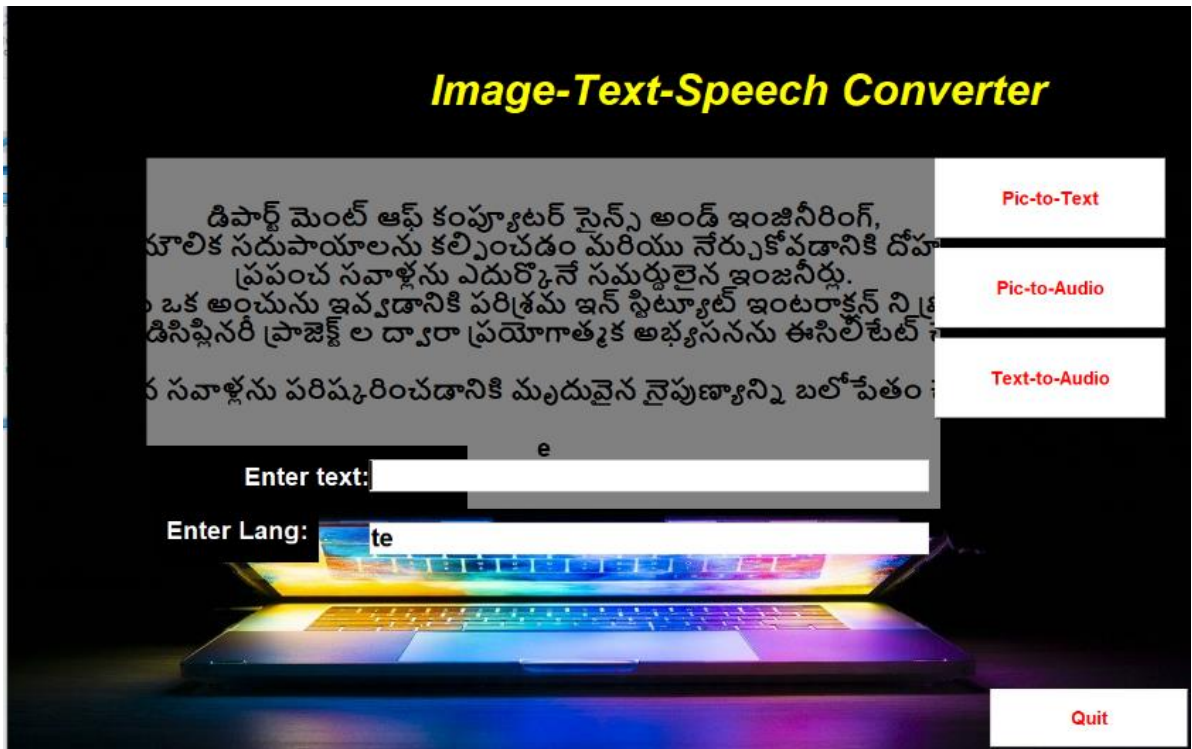 Image-Text-Speech Converter
Pic-to-Text
డిపార్ట్ మెంట్ ఆఫ్ కంప్యూటర్ సైన్స్ అండ్ ఇంజినీరింగ్,
మౌలిక సదుపాయాలను కల్పించడం మరియు నేర్చుకోవడానికి
ప్రపంచ సవాళ్లను ఎదుర్కొనే సమర్థులైన ఇంజనీర్లు.
Pic-to-Audio
ఒక అంచును ఇవ్వడానికి పరిశ్రమ ఇన్ స్టిట్యూట్ ఇంటరాక్షన్ ని
డిసిప్లినరీ ప్రాజెక్ట్ ల ద్వారా ప్రయోగాత్మక అభ్యసనను ఈసిలిటేట్
Text-to-Audio
సవాళ్లను పరిష్కరించడానికి మృదువైన నైపుణ్యాన్ని బలోపేతం
e
Enter text:
Enter Lang: te
Quit